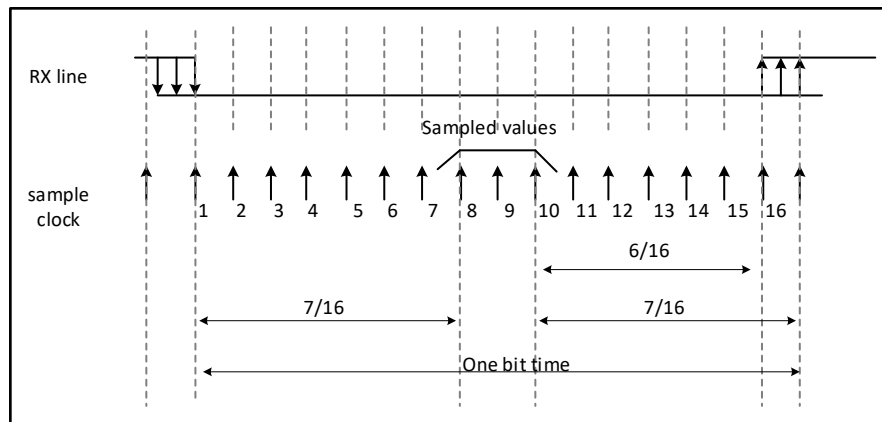 RX line
Sampled values
sample
clock
1 2 3 4 5 6 7 8 9 10 11 12 13 14 15 16
6/16
7/16 7/16
One bit time